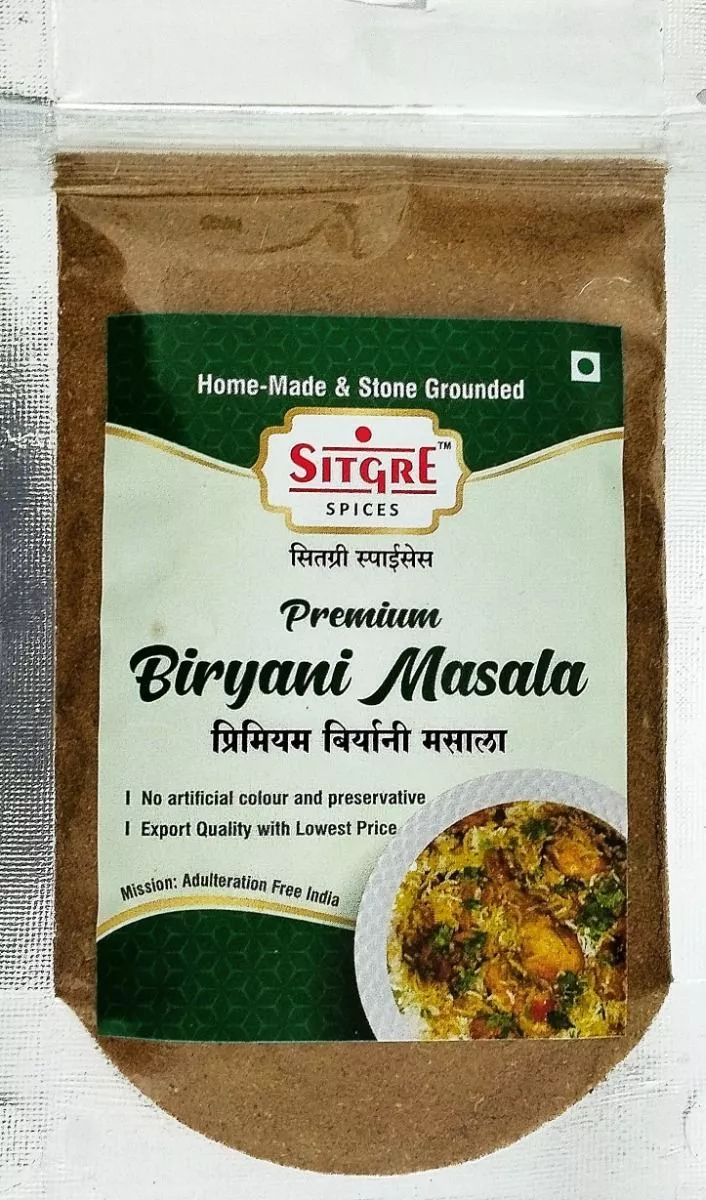 Home-Made & Stone Grounded
SITGRE™
SPICES
सितग्री स्पाईसेस
Premium
Biryani Masala
प्रिमियम बिर्यानी मसाला
| No artificial colour and preservative
| Export Quality with Lowest Price
Mission: Adulteration Free India